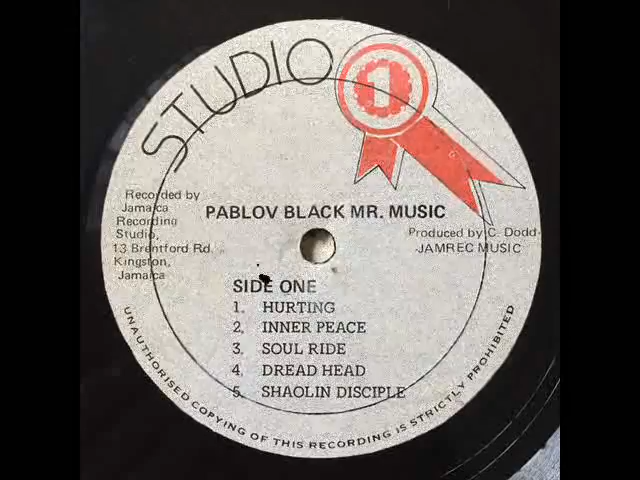 STUDIO
1
Recorded by
Jamaica
Recording
Studio,
13 Brentford Rd.
Kingston,
Jamaica
PABLOV BLACK MR. MUSIC
Produced by C. Dodd
JAMREC MUSIC
SIDE ONE
1. HURTING
2. INNER PEACE
3. SOUL RIDE
4. DREAD HEAD
5. SHAOLIN DISCIPLE
UNAUTHORISED COPYING OF THIS RECORDING IS STRICTLY PROHIBITED